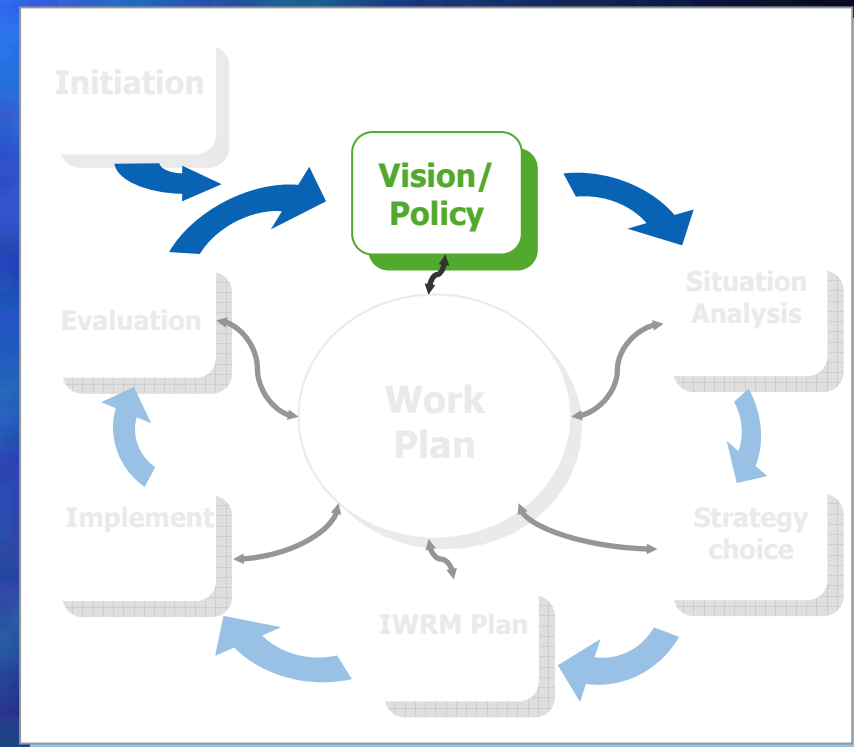 Initiation
Vision/
Policy
Situation
Analysis
Evaluation
Work
Plan
Implement
Strategy
choice
IWRM Plan